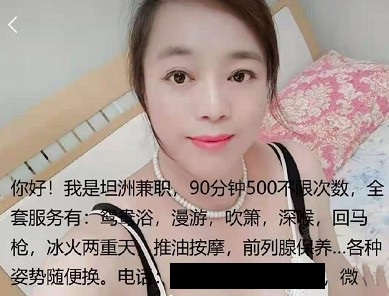 你好！我是坦洲兼职，90分钟500不限次数，全
套服务有：鸳鸯浴，漫游，吹箫，深喉，回马
枪，冰火两重天，推油按摩，前列腺保养...各种
姿势随便换。电话：，微